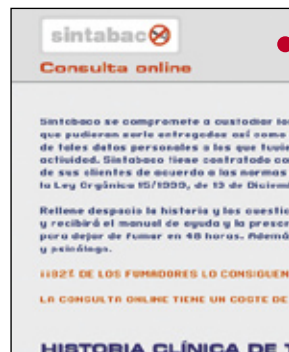 sintabac
Consulta online
Sintabaco se compromete a custodiar los
que pudieran serle entregados así como
de tales datos personales a los que tuvie
actividad. Sintabaco tiene contratado co
de sus clientes de acuerdo a las normas
la Ley Orgánica 15/1999, de 13 de Diciem
Rellene despacio la historia y los cuestio
y recibirá el manual de ayuda y la prescr
para dejar de fumar en 48 horas. Ademá
y psicólogo.
¡¡82% DE LOS FUMADORES LO CONSIGUEN
LA CONSULTA ONLINE TIENE UN COSTE DE
HISTORIA CLÍNICA DE T